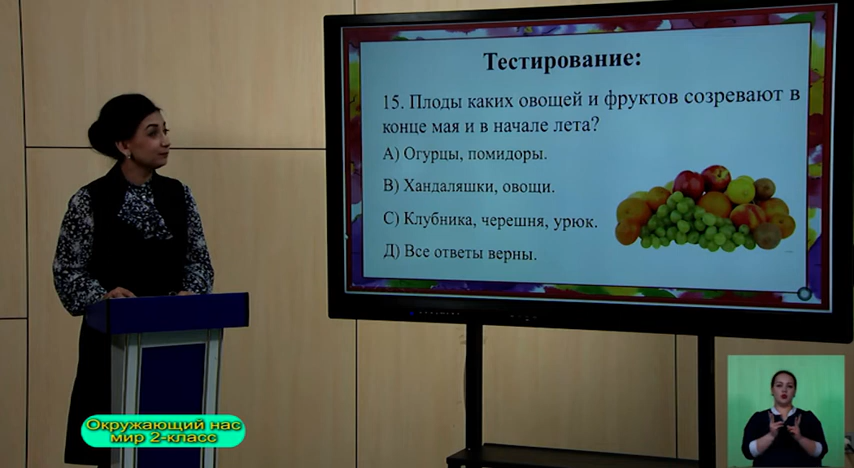 Тестирование:
15. Плоды каких овощей и фруктов созревают в
конце мая и в начале лета?
А) Огурцы, помидоры.
В) Хандаляшки, овощи.
С) Клубника, черешня, урюк.
Д) Все ответы верны.
Окружающий нас
мир 2-класс